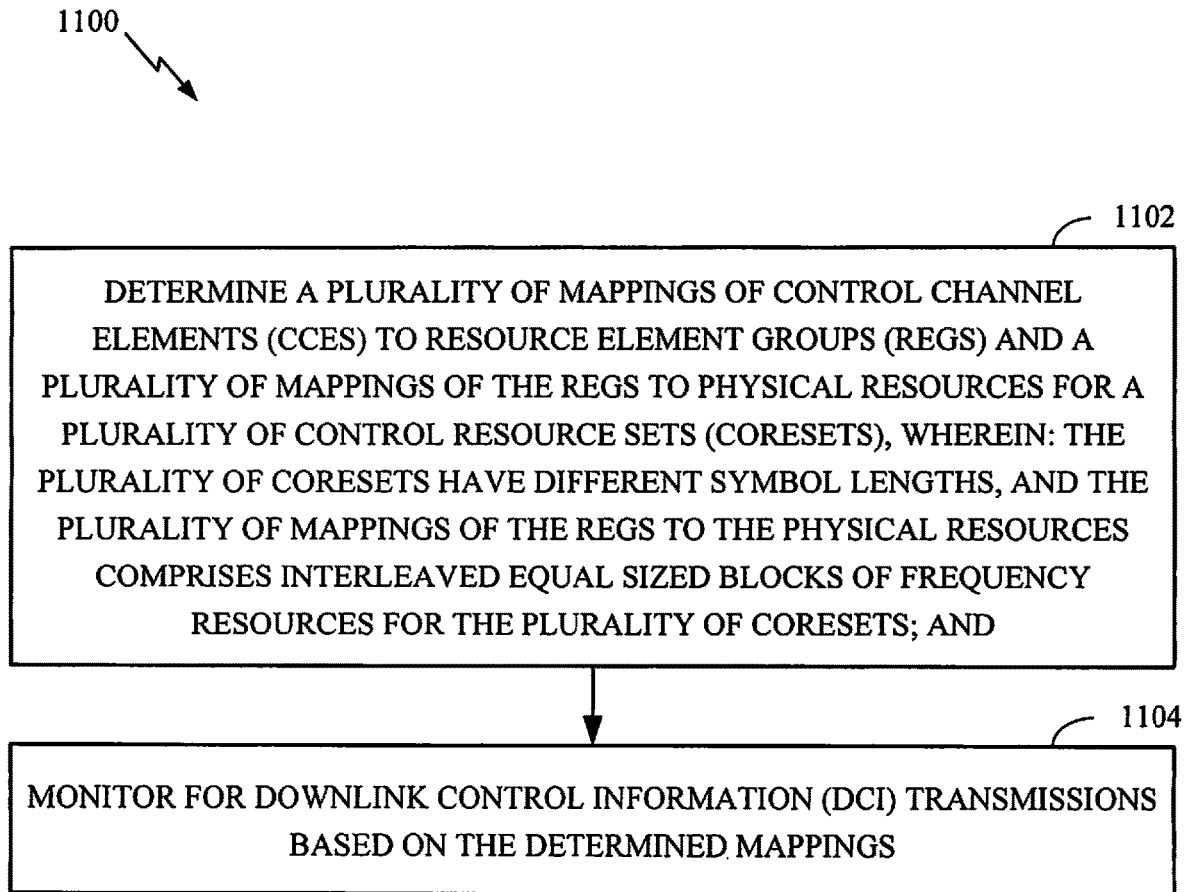 1100
1102
DETERMINE A PLURALITY OF MAPPINGS OF CONTROL CHANNEL
ELEMENTS (CCES) TO RESOURCE ELEMENT GROUPS (REGS) AND A
PLURALITY OF MAPPINGS OF THE REGS TO PHYSICAL RESOURCES FOR A
PLURALITY OF CONTROL RESOURCE SETS (CORESETS), WHEREIN: THE
PLURALITY OF CORESETS HAVE DIFFERENT SYMBOL LENGTHS, AND THE
PLURALITY OF MAPPINGS OF THE REGS TO THE PHYSICAL RESOURCES
COMPRISES INTERLEAVED EQUAL SIZED BLOCKS OF FREQUENCY
RESOURCES FOR THE PLURALITY OF CORESETS; AND
1104
MONITOR FOR DOWNLINK CONTROL INFORMATION (DCI) TRANSMISSIONS
BASED ON THE DETERMINED MAPPINGS